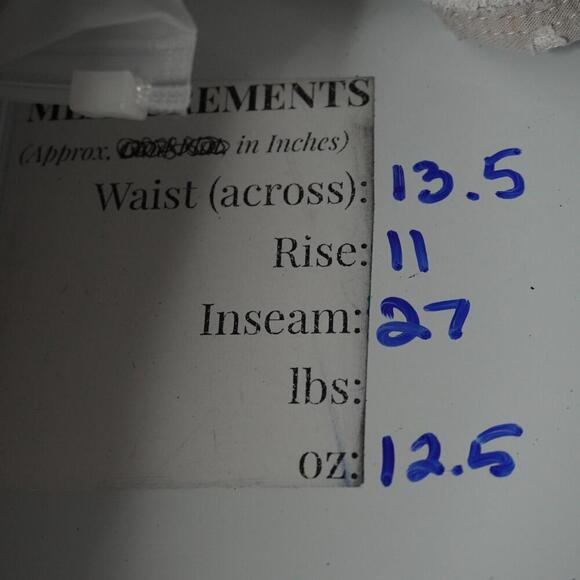 MEASUREMENTS
(Approx, in Inches)
Waist (across): 13.5
Rise: 11
Inseam: 27
lbs:
oz: 12.5